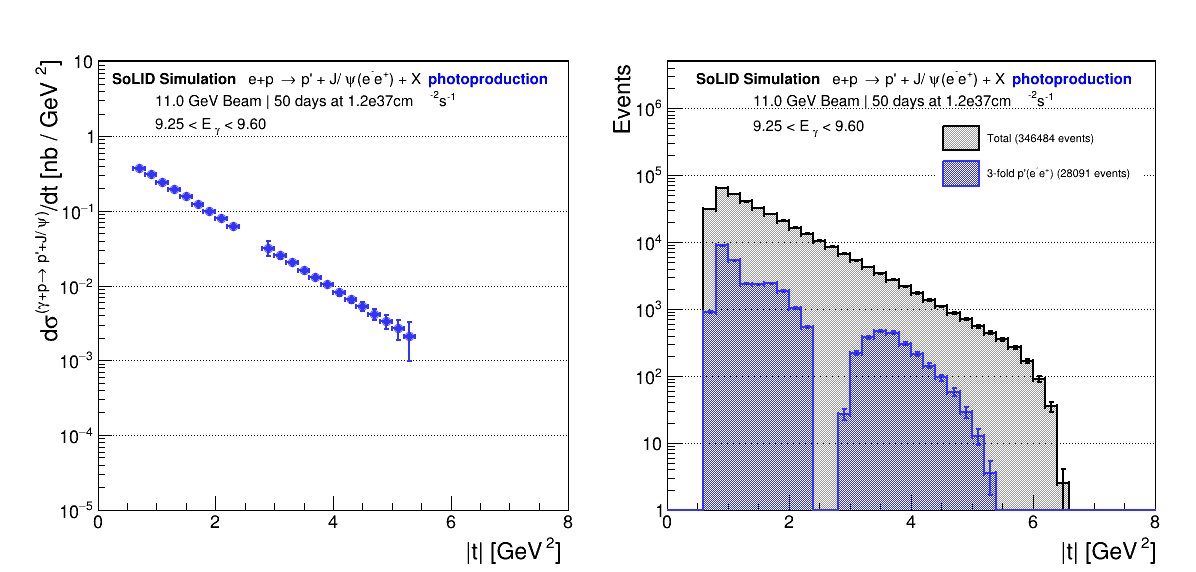 SoLID Simulation e+p → p' + J/ ψ(e⁻e⁺) + X photoproduction
11.0 GeV Beam | 50 days at 1.2e37cm⁻²s⁻¹
9.25 < Eγ < 9.60
dσ(γ+p→ p'+J/ψ)/dt [nb / GeV²]
10
1
10⁻¹
10⁻²
10⁻³
10⁻⁴
10⁻⁵
0 2 4 6 8
|t| [GeV²]
SoLID Simulation e+p → p' + J/ ψ(e⁻e⁺) + X photoproduction
11.0 GeV Beam | 50 days at 1.2e37cm⁻²s⁻¹
9.25 < Eγ < 9.60
Total (346484 events)
3-fold p'(e⁻e⁺) (28091 events)
Events
10⁶
10⁵
10⁴
10³
10²
10
1
0 2 4 6 8
|t| [GeV²]